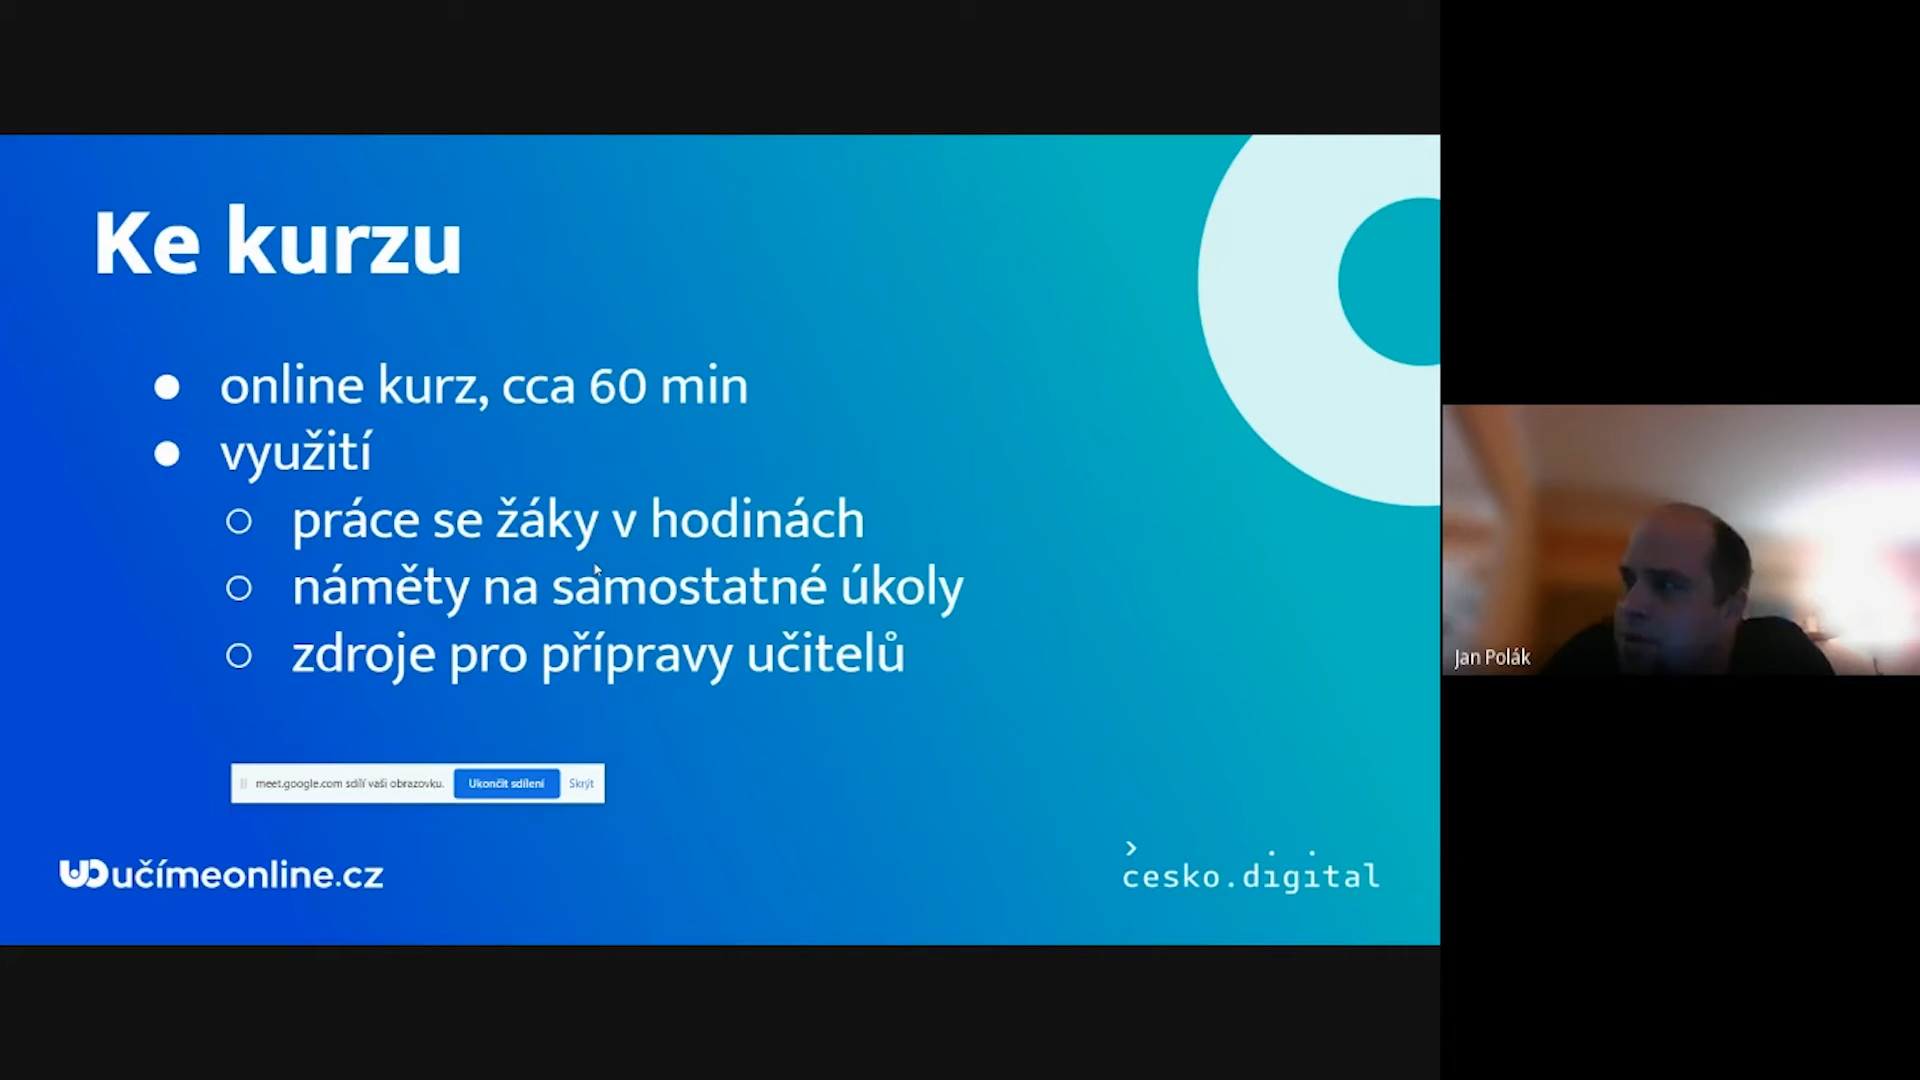 Ke kurzu
● online kurz, cca 60 min
● využití
○ práce se žáky v hodinách
○ náměty na samostatné úkoly
○ zdroje pro přípravy učitelů
Jan Polák
meet.google.com sdílí vaši obrazovku. Ukončit sdílení Skrýt
učímeonline.cz
cesko.digital